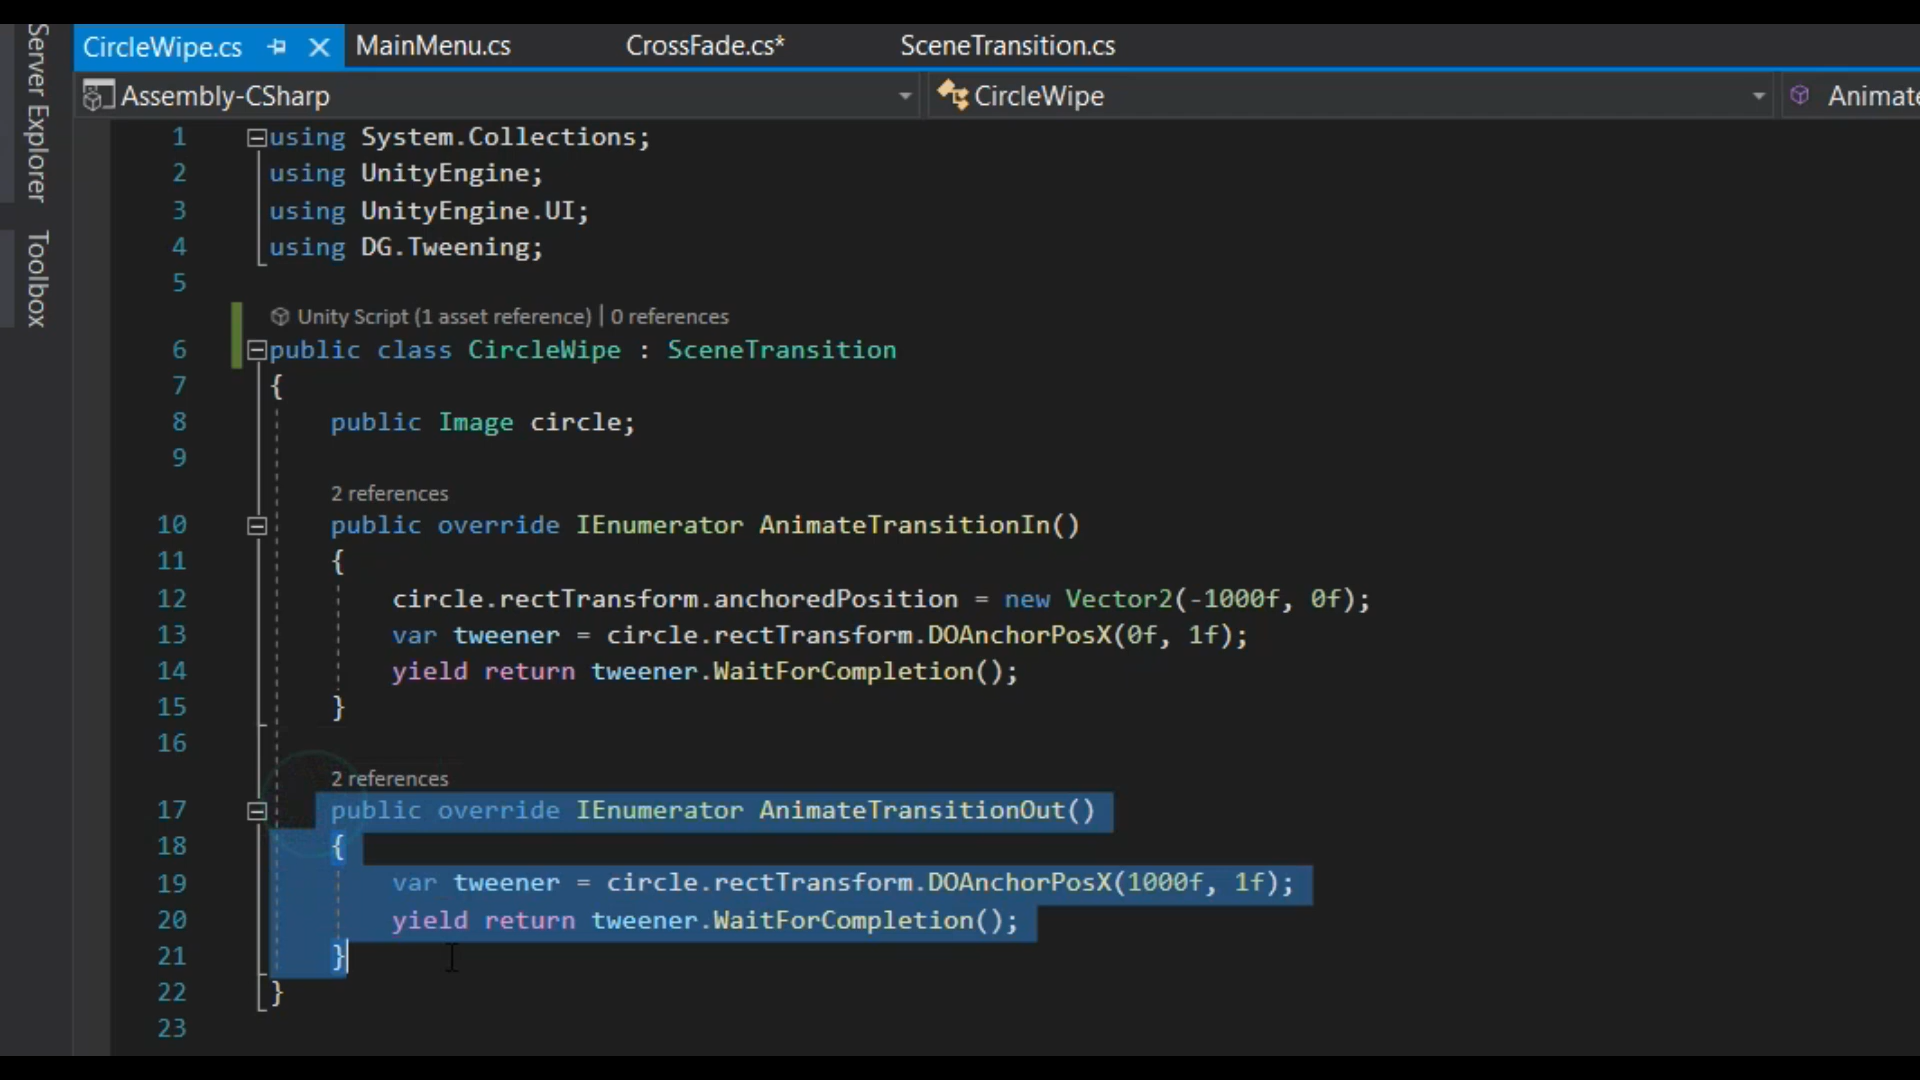 Server Explorer
Toolbox
CircleWipe.cs
MainMenu.cs
CrossFade.cs*
SceneTransition.cs
Assembly-CSharp
CircleWipe
Animate
1 using System.Collections;
2 using UnityEngine;
3 using UnityEngine.UI;
4 using DG.Tweening;
5
Unity Script (1 asset reference) | 0 references
6 public class CircleWipe : SceneTransition
7 {
8 public Image circle;
9
2 references
10 public override IEnumerator AnimateTransitionIn()
11 {
12 circle.rectTransform.anchoredPosition = new Vector2(-1000f, 0f);
13 var tweener = circle.rectTransform.DOAnchorPosX(0f, 1f);
14 yield return tweener.WaitForCompletion();
15 }
16
2 references
17 public override IEnumerator AnimateTransitionOut()
18 {
19 var tweener = circle.rectTransform.DOAnchorPosX(1000f, 1f);
20 yield return tweener.WaitForCompletion();
21 }
22 }
23